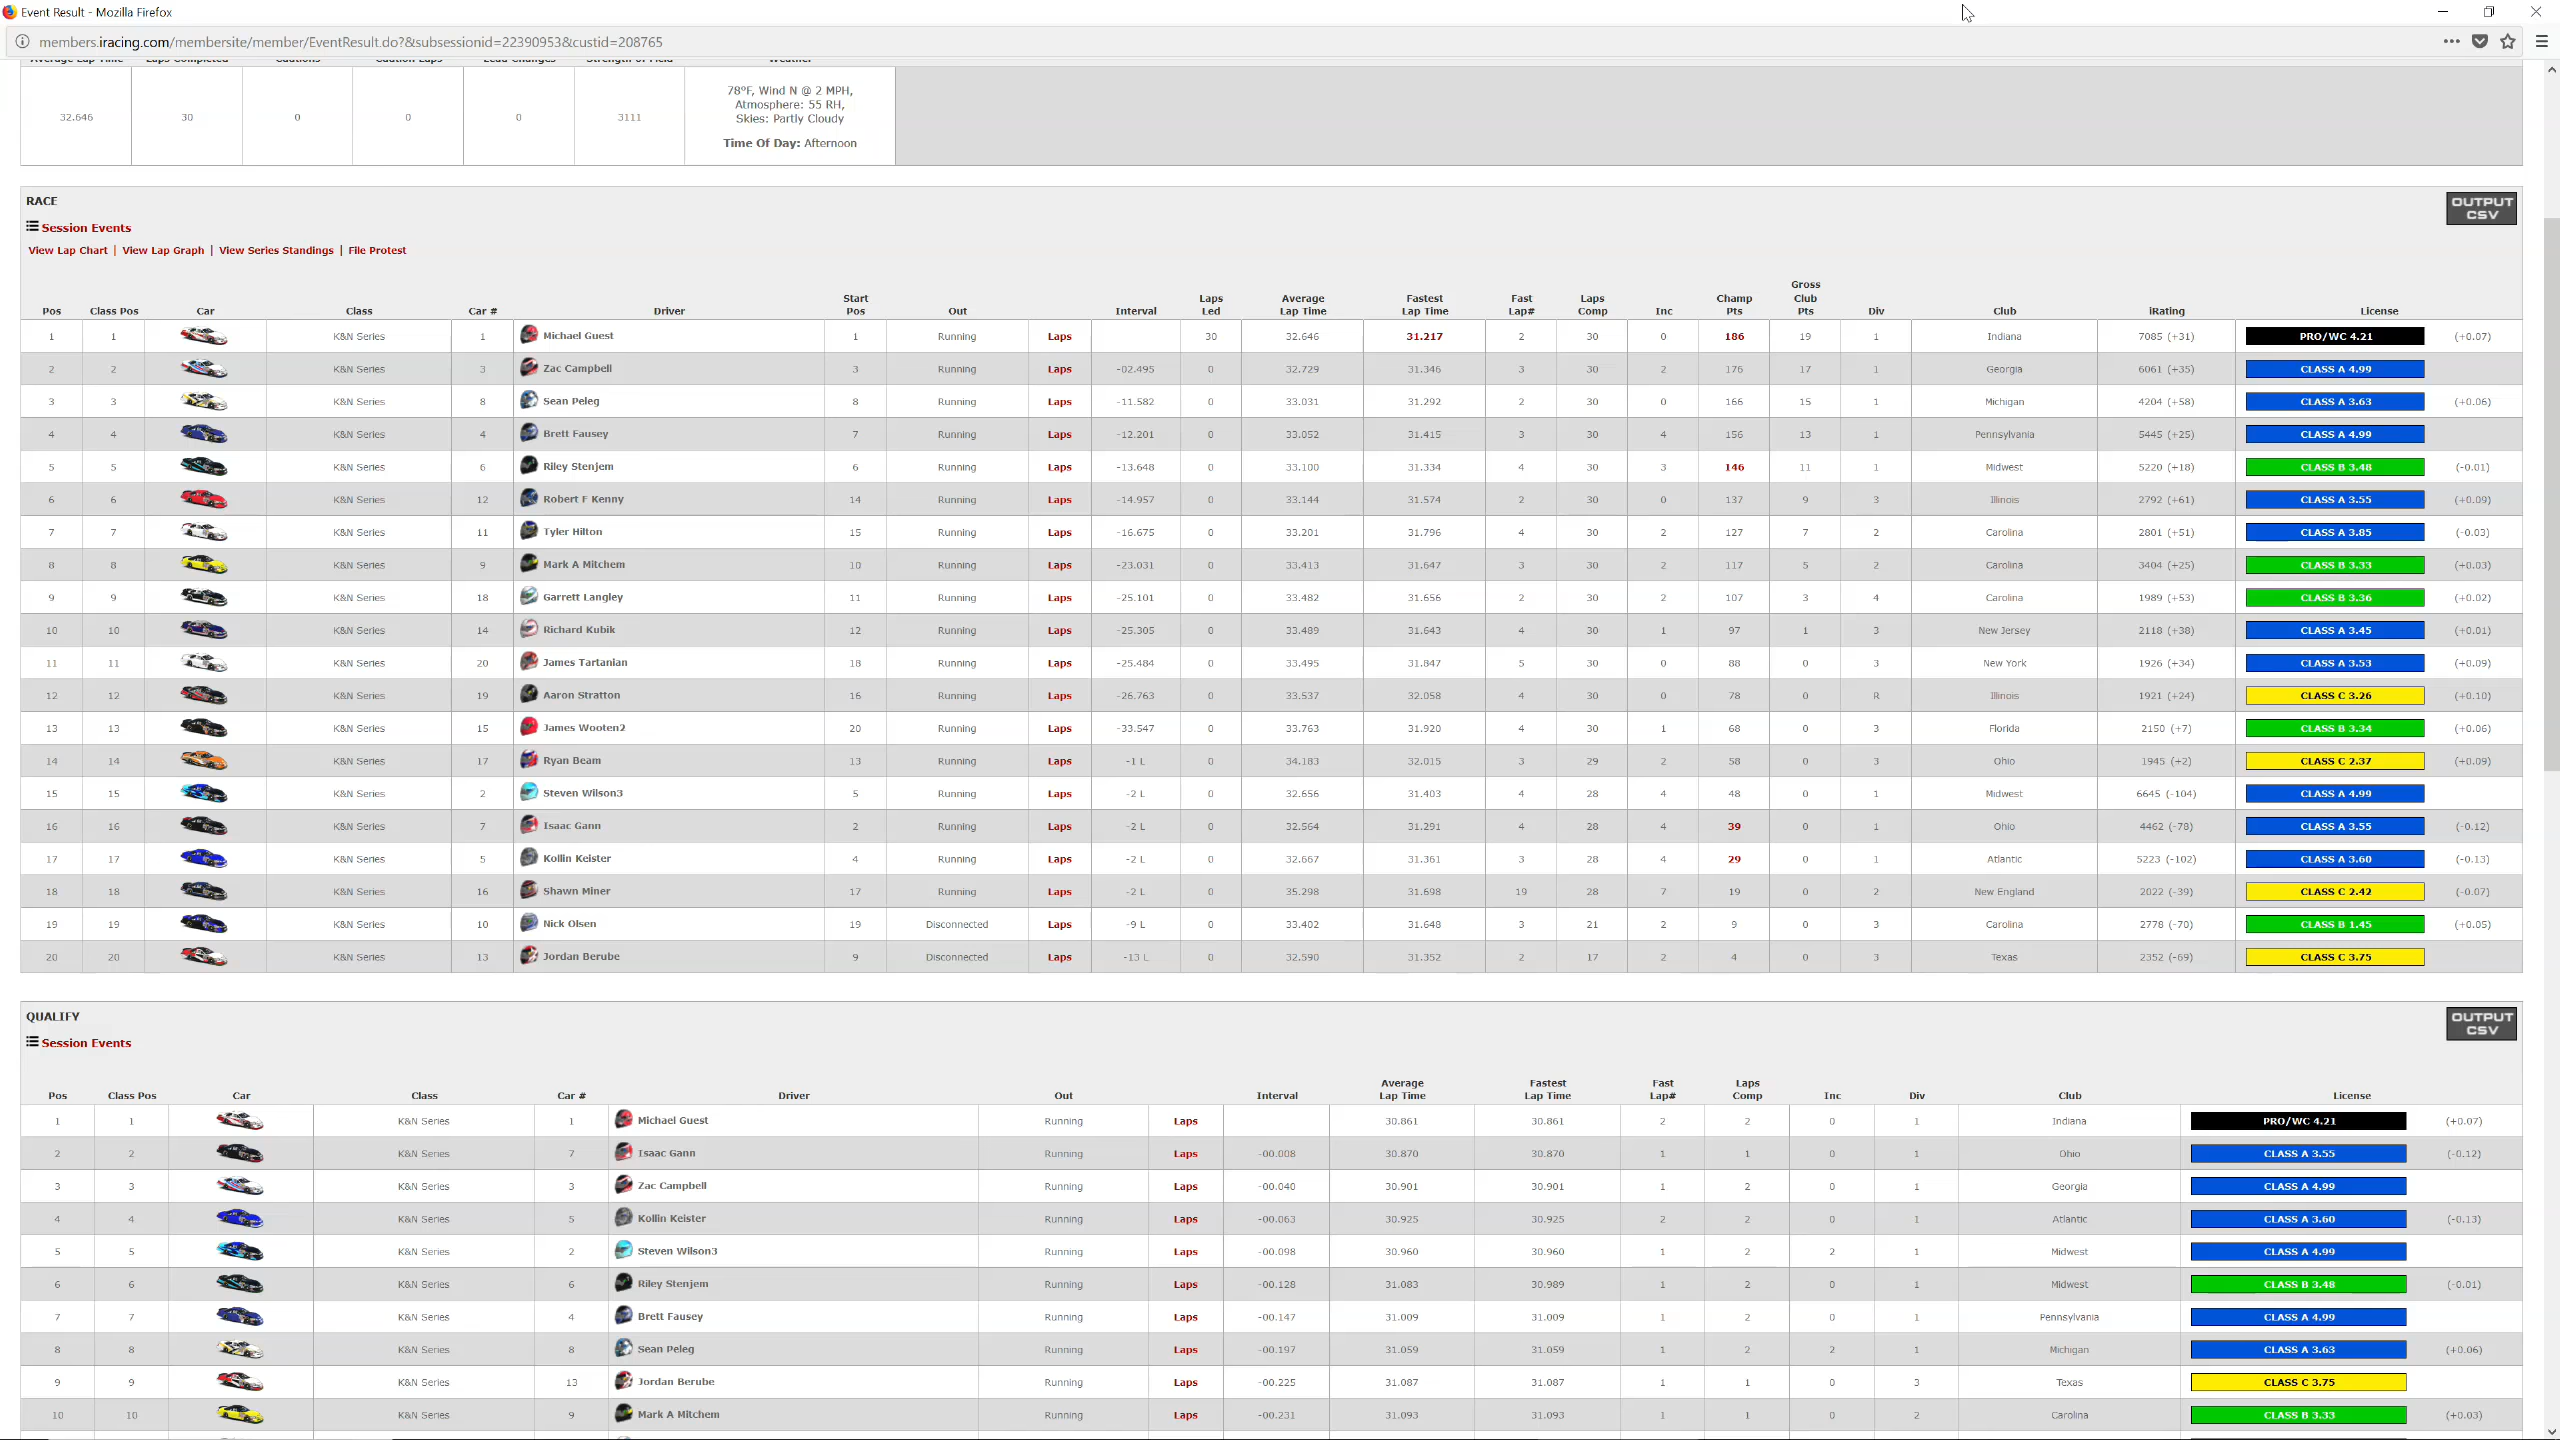 Event Result - Mozilla Firefox
members.iracing.com/membersite/member/EventResult.do?&subsessionid=22390953&custid=208765
Average Lap Time Laps Completed Cautions Caution Laps Lead Changes Strength of Field Weather
32.646 30 0 0 0 3111
78°F, Wind N @ 2 MPH,
Atmosphere: 55 RH,
Skies: Partly Cloudy
Time Of Day: Afternoon
RACE
OUTPUT CSV
Session Events
View Lap Chart | View Lap Graph | View Series Standings | File Protest
Pos Class Pos Car Class Car # Driver Start Pos Out Interval Laps Led Average Lap Time Fastest Lap Time Fast Lap# Laps Comp Inc Champ Pts Gross Club Pts Div Club iRating License
1 1 K&N Series 1 Michael Guest 1 Running Laps 30 32.646 31.217 2 30 0 186 19 1 Indiana 7085 (+31) PRO/WC 4.21 (+0.07)
2 2 K&N Series 3 Zac Campbell 3 Running Laps -02.495 0 32.729 31.346 3 30 2 176 17 1 Georgia 6061 (+35) CLASS A 4.99
3 3 K&N Series 8 Sean Peleg 8 Running Laps -11.582 0 33.031 31.292 2 30 0 166 15 1 Michigan 4204 (+58) CLASS A 3.63 (+0.06)
4 4 K&N Series 4 Brett Fausey 7 Running Laps -12.201 0 33.052 31.415 3 30 4 156 13 1 Pennsylvania 5445 (+25) CLASS A 4.99
5 5 K&N Series 6 Riley Stenjem 6 Running Laps -13.648 0 33.100 31.334 4 30 3 146 11 1 Midwest 5220 (+18) CLASS B 3.48 (-0.01)
6 6 K&N Series 12 Robert F Kenny 14 Running Laps -14.957 0 33.144 31.574 2 30 0 137 9 3 Illinois 2792 (+61) CLASS A 3.55 (+0.09)
7 7 K&N Series 11 Tyler Hilton 15 Running Laps -16.675 0 33.201 31.796 4 30 2 127 7 2 Carolina 2801 (+51) CLASS A 3.85 (-0.03)
8 8 K&N Series 9 Mark A Mitchem 10 Running Laps -23.031 0 33.413 31.647 3 30 2 117 5 2 Carolina 3404 (+25) CLASS B 3.33 (+0.03)
9 9 K&N Series 18 Garrett Langley 11 Running Laps -25.101 0 33.482 31.656 2 30 2 107 3 4 Carolina 1989 (+53) CLASS B 3.36 (+0.02)
10 10 K&N Series 14 Richard Kubik 12 Running Laps -25.305 0 33.489 31.643 4 30 1 97 1 3 New Jersey 2118 (+38) CLASS A 3.45 (+0.01)
11 11 K&N Series 20 James Tartanian 18 Running Laps -25.484 0 33.495 31.847 5 30 0 88 0 3 New York 1926 (+34) CLASS A 3.53 (+0.09)
12 12 K&N Series 19 Aaron Stratton 16 Running Laps -26.763 0 33.537 32.058 4 30 0 78 0 R Illinois 1921 (+24) CLASS C 3.26 (+0.10)
13 13 K&N Series 15 James Wooten2 20 Running Laps -33.547 0 33.763 31.920 4 30 1 68 0 3 Florida 2150 (+7) CLASS B 3.34 (+0.06)
14 14 K&N Series 17 Ryan Beam 13 Running Laps -1 L 0 34.183 32.015 3 29 2 58 0 3 Ohio 1945 (+2) CLASS C 2.37 (+0.09)
15 15 K&N Series 2 Steven Wilson3 5 Running Laps -2 L 0 32.656 31.403 4 28 4 48 0 1 Midwest 6645 (-104) CLASS A 4.99
16 16 K&N Series 7 Isaac Gann 2 Running Laps -2 L 0 32.564 31.291 4 28 4 39 0 1 Ohio 4462 (-78) CLASS A 3.55 (-0.12)
17 17 K&N Series 5 Kollin Keister 4 Running Laps -2 L 0 32.667 31.361 3 28 4 29 0 1 Atlantic 5223 (-102) CLASS A 3.60 (-0.13)
18 18 K&N Series 16 Shawn Miner 17 Running Laps -2 L 0 35.298 31.698 19 28 7 19 0 2 New England 2022 (-39) CLASS C 2.42 (-0.07)
19 19 K&N Series 10 Nick Olsen 19 Disconnected Laps -9 L 0 33.402 31.648 3 21 2 9 0 3 Carolina 2778 (-70) CLASS B 1.45 (+0.05)
20 20 K&N Series 13 Jordan Berube 9 Disconnected Laps -13 L 0 32.590 31.352 2 17 2 4 0 3 Texas 2352 (-69) CLASS C 3.75
QUALIFY
OUTPUT CSV
Session Events
Pos Class Pos Car Class Car # Driver Out Interval Average Lap Time Fastest Lap Time Fast Lap# Laps Comp Inc Div Club License
1 1 K&N Series 1 Michael Guest Running Laps 30.861 30.861 2 2 0 1 Indiana PRO/WC 4.21 (+0.07)
2 2 K&N Series 7 Isaac Gann Running Laps -00.008 30.870 30.870 1 1 0 1 Ohio CLASS A 3.55 (-0.12)
3 3 K&N Series 3 Zac Campbell Running Laps -00.040 30.901 30.901 1 2 0 1 Georgia CLASS A 4.99
4 4 K&N Series 5 Kollin Keister Running Laps -00.063 30.925 30.925 2 2 0 1 Atlantic CLASS A 3.60 (-0.13)
5 5 K&N Series 2 Steven Wilson3 Running Laps -00.098 30.960 30.960 1 2 2 1 Midwest CLASS A 4.99
6 6 K&N Series 6 Riley Stenjem Running Laps -00.128 31.083 30.989 1 2 0 1 Midwest CLASS B 3.48 (-0.01)
7 7 K&N Series 4 Brett Fausey Running Laps -00.147 31.009 31.009 1 2 0 1 Pennsylvania CLASS A 4.99
8 8 K&N Series 8 Sean Peleg Running Laps -00.197 31.059 31.059 1 2 2 1 Michigan CLASS A 3.63 (+0.06)
9 9 K&N Series 13 Jordan Berube Running Laps -00.225 31.087 31.087 1 1 0 3 Texas CLASS C 3.75
10 10 K&N Series 9 Mark A Mitchem Running Laps -00.231 31.093 31.093 1 1 0 2 Carolina CLASS B 3.33 (+0.03)